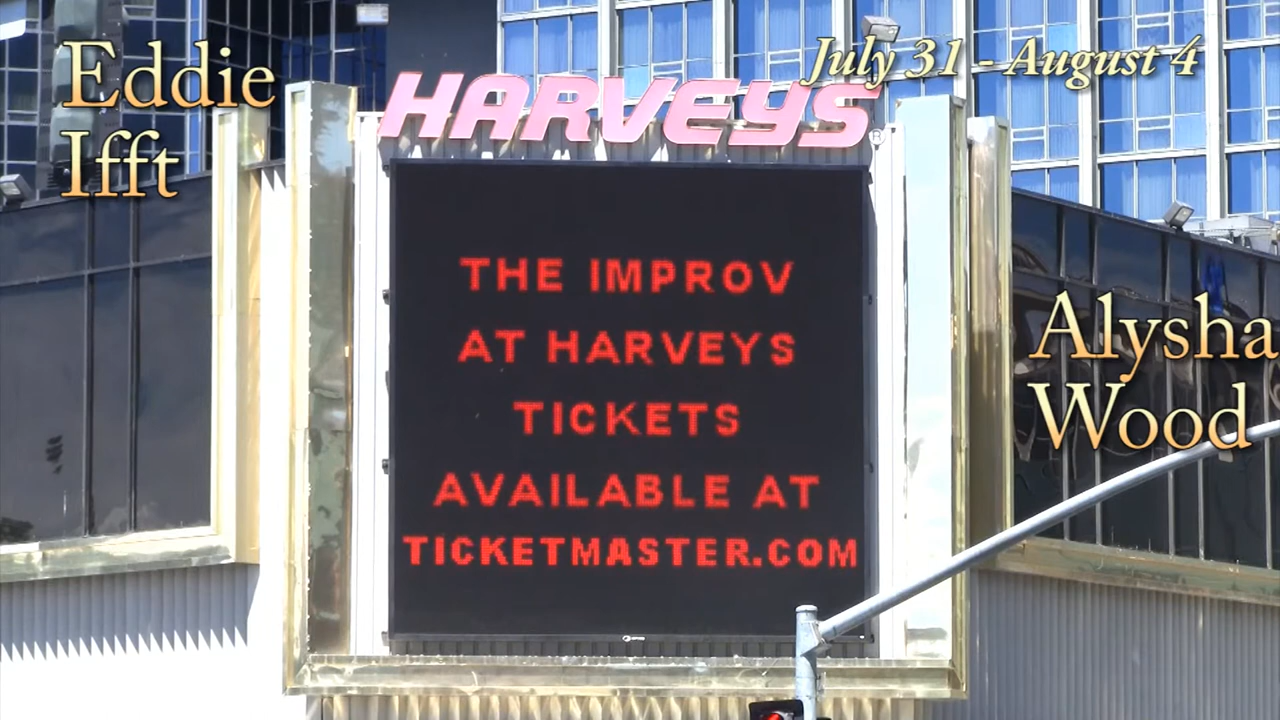 Eddie
Ifft
July 31 - August 4
HARVEYS®
THE IMPROV
AT HARVEYS
TICKETS
AVAILABLE AT
TICKETMASTER.COM
Alysha
Wood